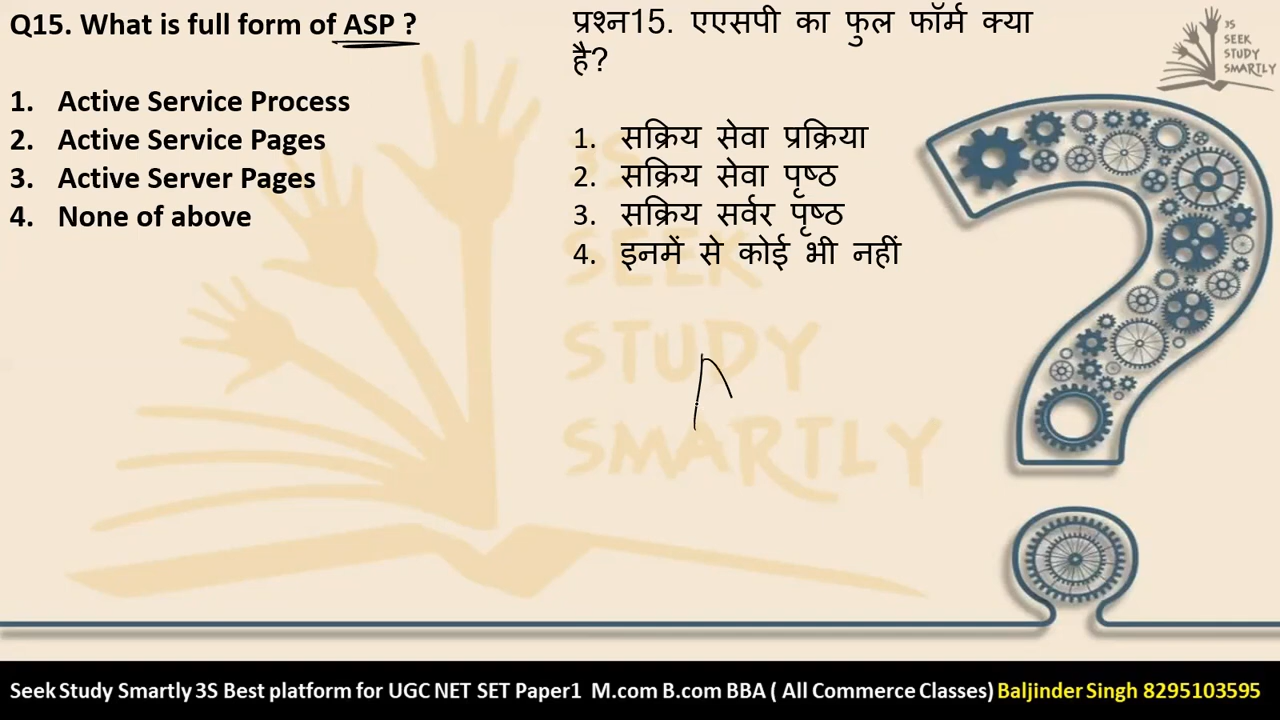 Q15. What is full form of ASP ?
1. Active Service Process
2. Active Service Pages
3. Active Server Pages
4. None of above
प्रश्न15. एएसपी का फुल फॉर्म क्या
है?
1. सक्रिय सेवा प्रक्रिया
2. सक्रिय सेवा पृष्ठ
3. सक्रिय सर्वर पृष्ठ
4. इनमें से कोई भी नहीं
3S
SEEK
STUDY
SMARTLY
3S
SEEK
STUDY
SMARTLY
Seek Study Smartly 3S Best platform for UGC NET SET Paper1 M.com B.com BBA ( All Commerce Classes) Baljinder Singh 8295103595